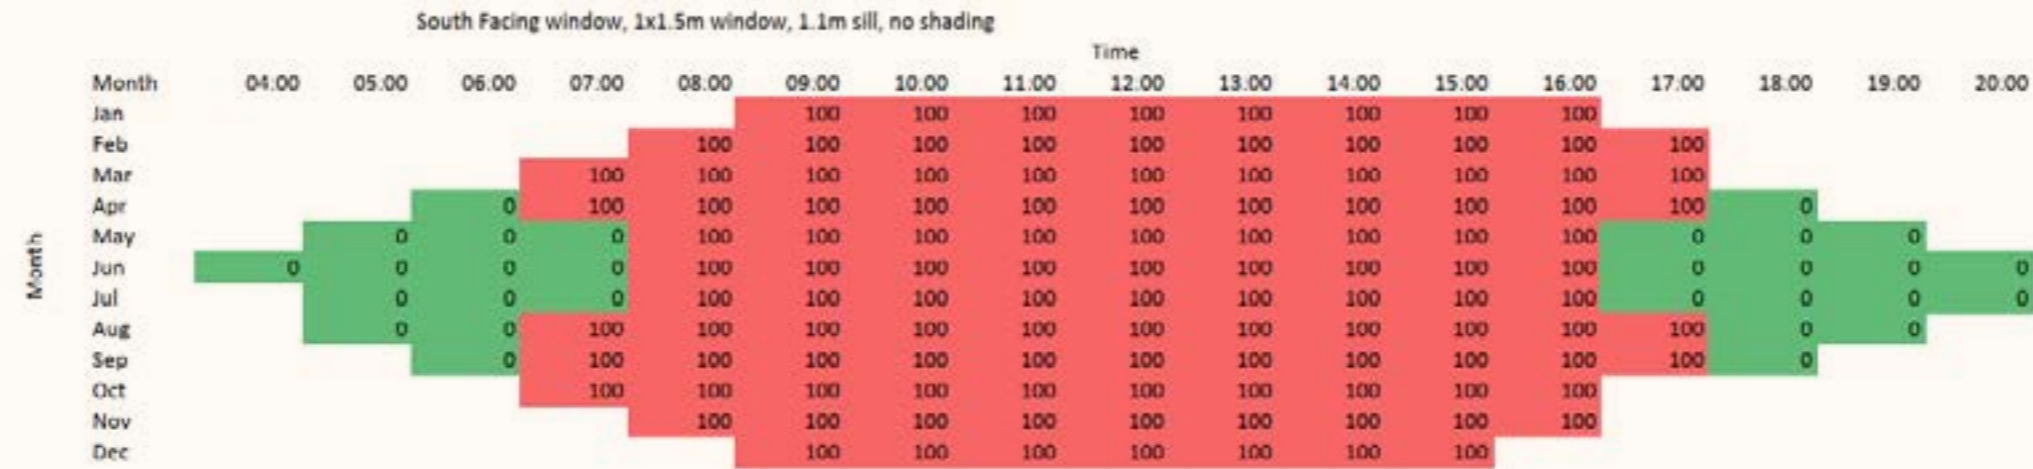 South Facing window, 1x1.5m window, 1.1m sill, no shading
Time
Month 04:00 05:00 06:00 07:00 08:00 09:00 10:00 11:00 12:00 13:00 14:00 15:00 16:00 17:00 18:00 19:00 20:00
Jan 100 100 100 100 100 100 100 100
Feb 100 100 100 100 100 100 100 100 100 100
Mar 100 100 100 100 100 100 100 100 100 100 100
Apr 0 100 100 100 100 100 100 100 100 100 100 100 0
May 0 0 0 100 100 100 100 100 100 100 100 100 0 0 0
Month
Jun 0 0 0 0 100 100 100 100 100 100 100 100 100 0 0 0 0
Jul 0 0 0 100 100 100 100 100 100 100 100 100 0 0 0 0
Aug 0 0 100 100 100 100 100 100 100 100 100 100 100 0 0
Sep 0 100 100 100 100 100 100 100 100 100 100 100 0
Oct 100 100 100 100 100 100 100 100 100 100
Nov 100 100 100 100 100 100 100 100 100
Dec 100 100 100 100 100 100 100